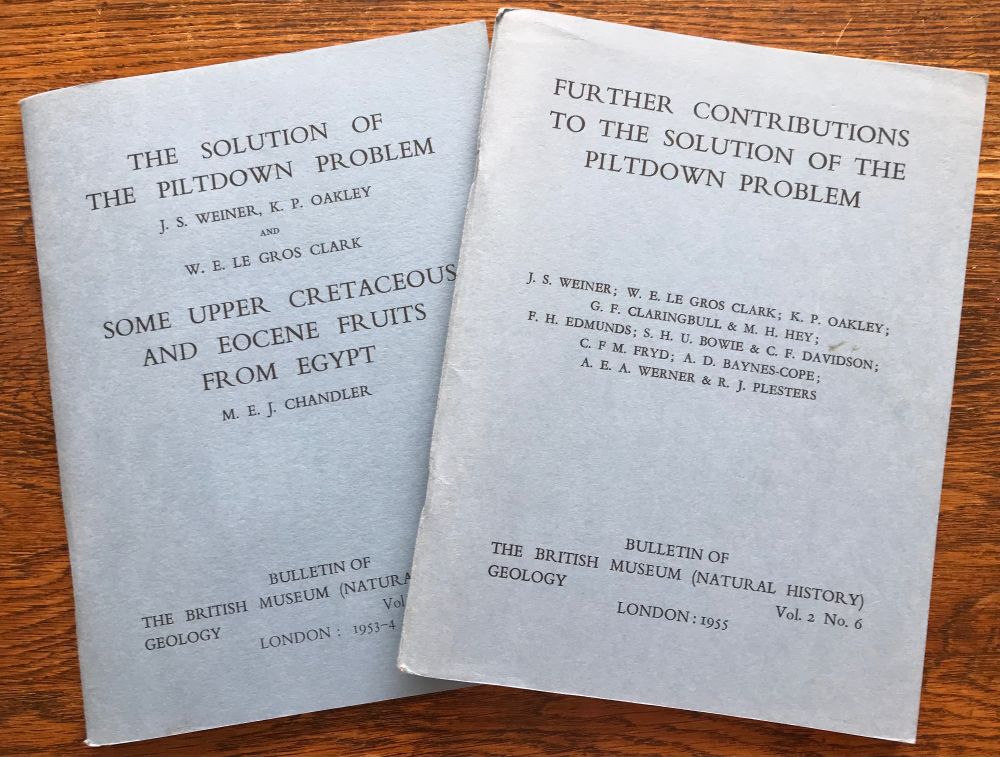 THE SOLUTION OF
THE PILTDOWN PROBLEM
J. S. WEINER, K. P. OAKLEY
AND
W. E. LE GROS CLARK
SOME UPPER CRETACEOUS
AND EOCENE FRUITS
FROM EGYPT
M. E. J. CHANDLER
BULLETIN OF
THE BRITISH MUSEUM (NATURA
GEOLOGY
Vol
LONDON : 1953-4
FURTHER CONTRIBUTIONS
TO THE SOLUTION OF THE
PILTDOWN PROBLEM
J. S. WEINER; W. E. LE GROS CLARK; K. P. OAKLEY;
G. F. CLARINGBULL & M. H. HEY;
F. H. EDMUNDS; S. H. U. BOWIE & C. F. DAVIDSON;
C. F M. FRYD; A. D. BAYNES-COPE;
A. E. A. WERNER & R. J. PLESTERS
BULLETIN OF
THE BRITISH MUSEUM (NATURAL HISTORY)
GEOLOGY
Vol. 2 No. 6
LONDON : 1955